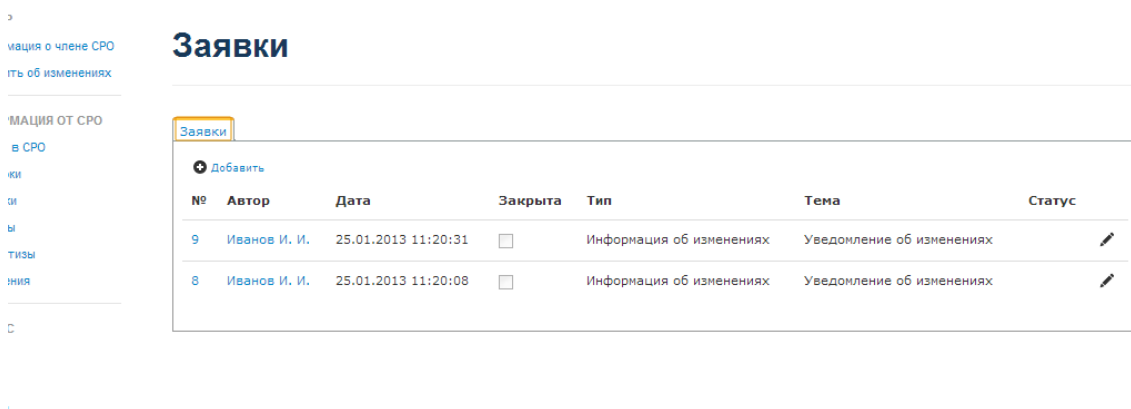 мация о члене СРО
ить об изменениях
МАЦИЯ ОТ СРО
в СРО
Заявки
Заявки
Добавить
№ Автор Дата Закрыта Тип Тема Статус
9 Иванов И. И. 25.01.2013 11:20:31 Информация об изменениях Уведомление об изменениях
8 Иванов И. И. 25.01.2013 11:20:08 Информация об изменениях Уведомление об изменениях